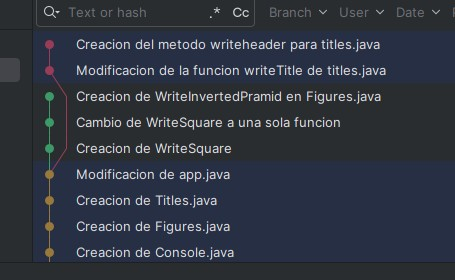 Text or hash .* Cc Branch User Date
Creacion del metodo writeheader para titles.java
Modificacion de la funcion writeTitle de titles.java
Creacion de WriteInvertedPramid en Figures.java
Cambio de WriteSquare a una sola funcion
Creacion de WriteSquare
Modificacion de app.java
Creacion de Titles.java
Creacion de Figures.java
Creacion de Console.java